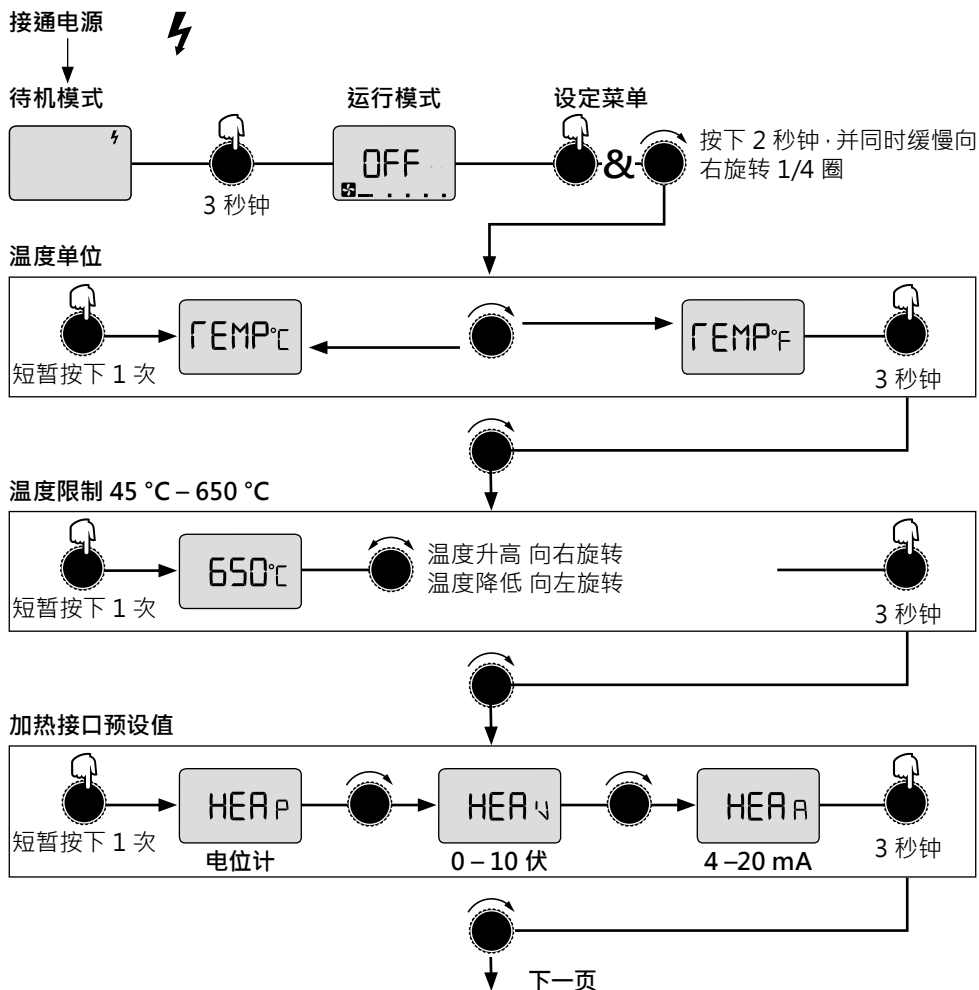 接通电源
待机模式
运行模式
设定菜单
OFF
&
按下 2 秒钟，并同时缓慢向
右旋转 1/4 圈
3 秒钟
温度单位
TEMP°C
TEMP°F
短暂按下 1 次
3 秒钟
温度限制 45 °C – 650 °C
650°C
温度升高 向右旋转
温度降低 向左旋转
短暂按下 1 次
3 秒钟
加热接口预设值
HEA P
HEA V
HEA A
短暂按下 1 次
电位计
0 – 10 伏
4 –20 mA
3 秒钟
下一页